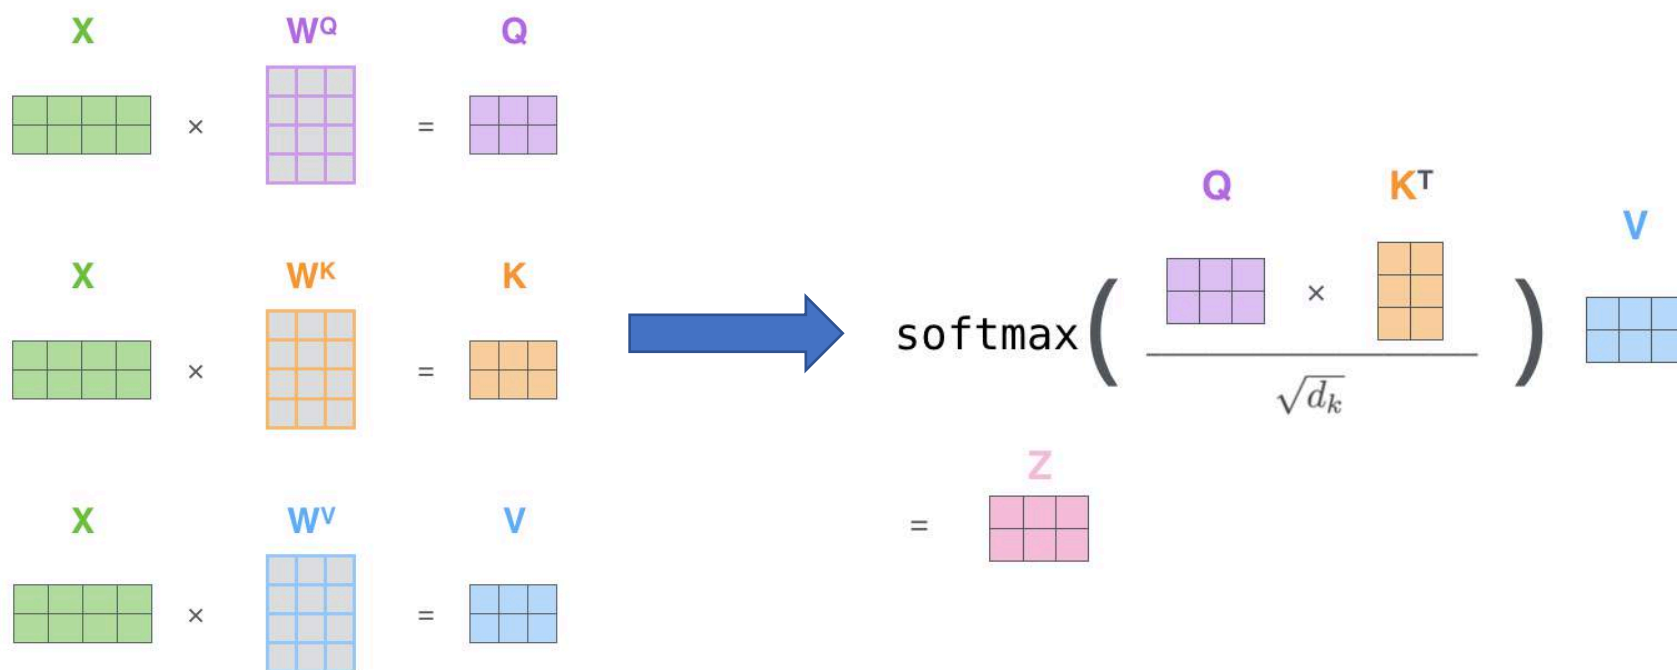 X × W^Q = Q
X × W^K = K
X × W^V = V
softmax( Q × K^T / √d_k ) V
= Z